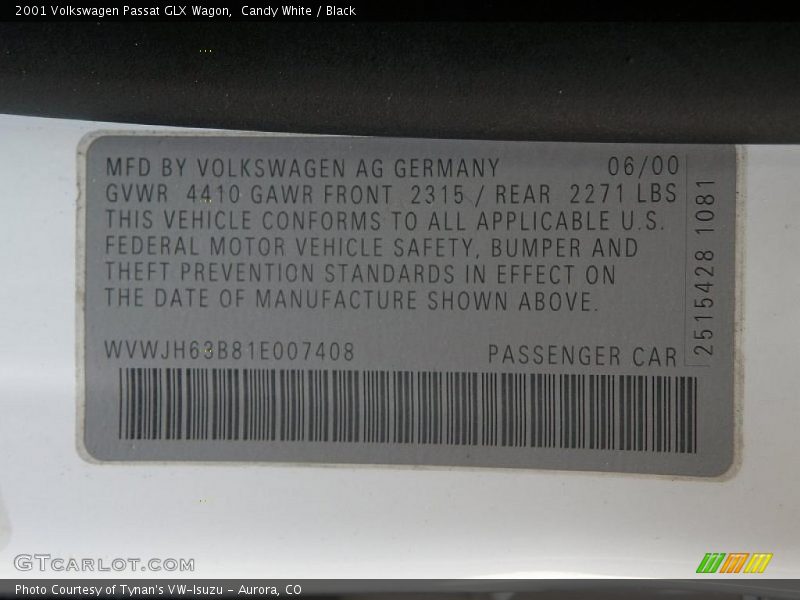 2001 Volkswagen Passat GLX Wagon,  Candy White / Black
MFD BY VOLKSWAGEN AG GERMANY 06/00
GVWR 4410 GAWR FRONT 2315 / REAR 2271 LBS
THIS VEHICLE CONFORMS TO ALL APPLICABLE U.S.
FEDERAL MOTOR VEHICLE SAFETY, BUMPER AND
THEFT PREVENTION STANDARDS IN EFFECT ON
THE DATE OF MANUFACTURE SHOWN ABOVE.
WVWJH63B81E007408 PASSENGER CAR
2515428 1081
GTCARLOT.COM
Photo Courtesy of Tynan's VW-Isuzu - Aurora, CO